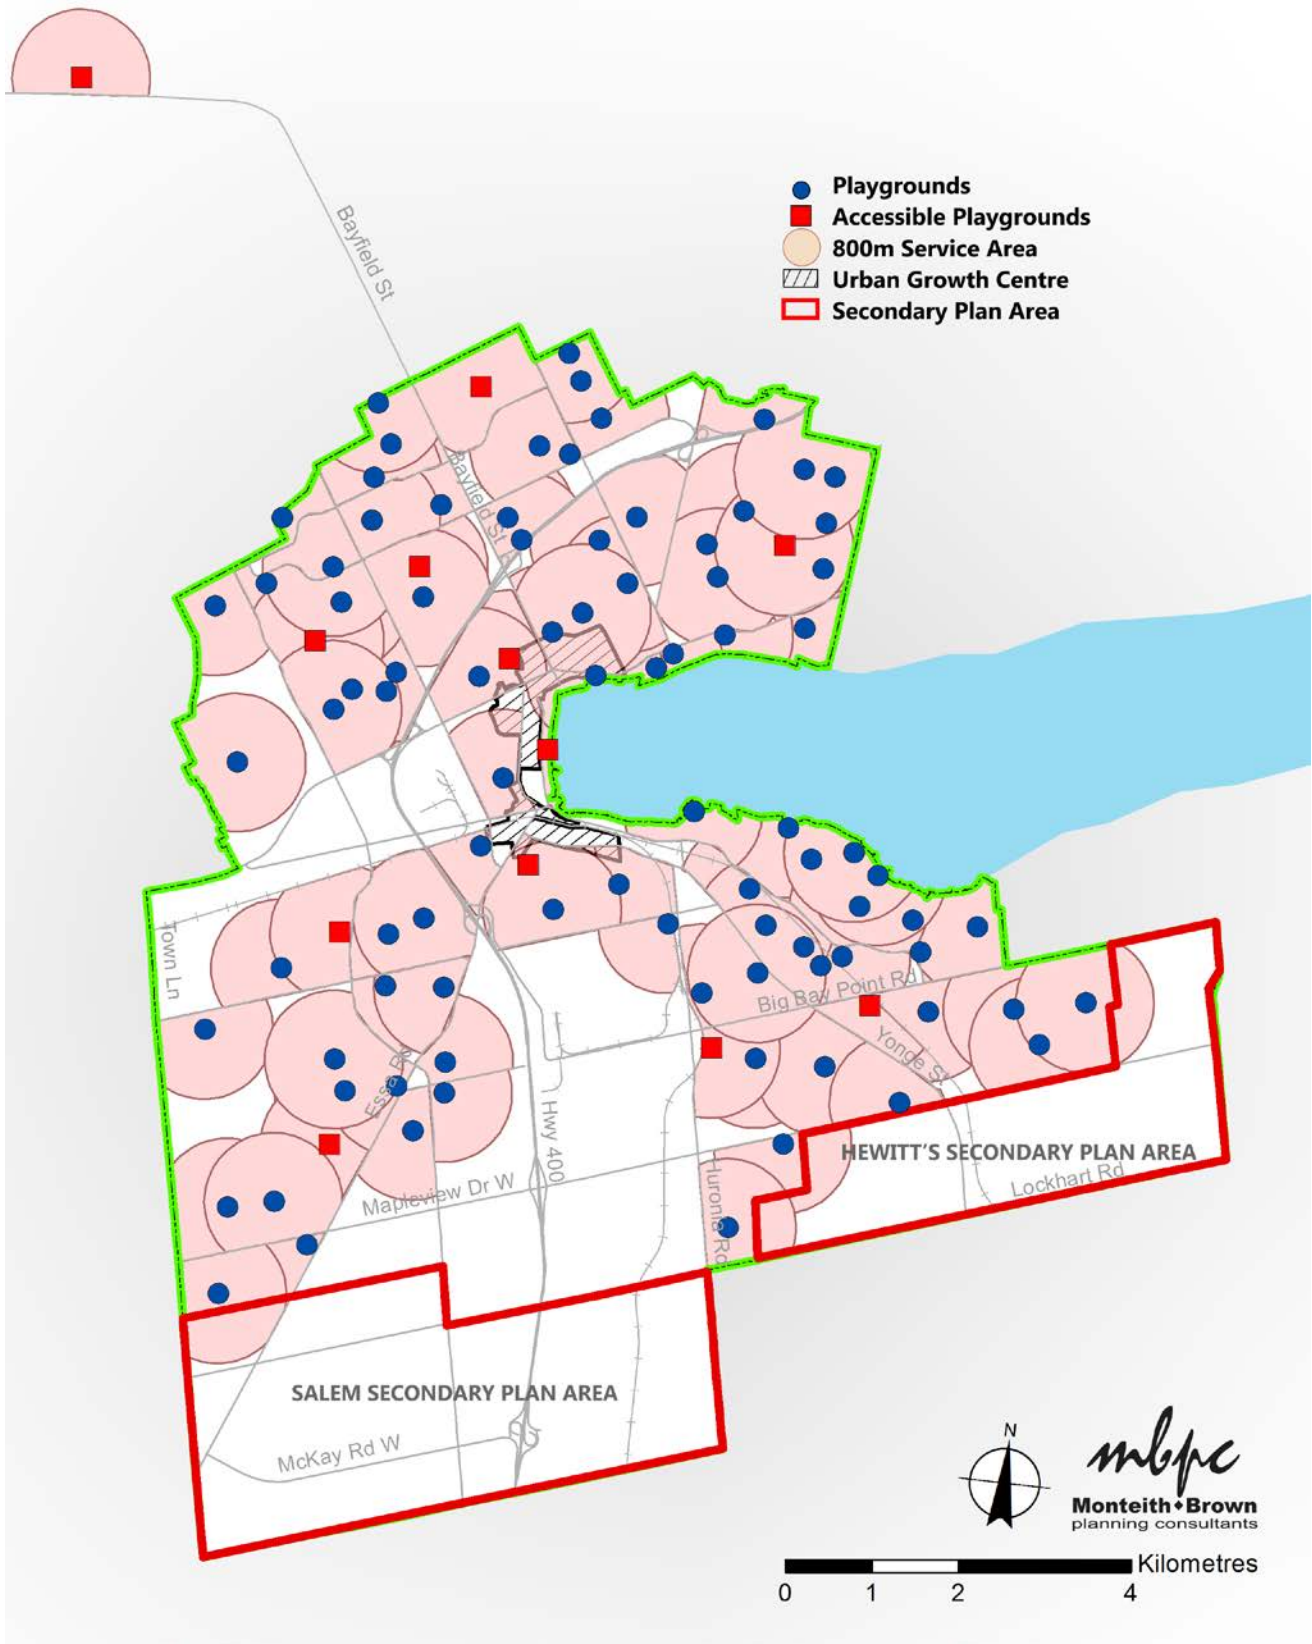 Bayfield St
Playgrounds
Accessible Playgrounds
800m Service Area
Urban Growth Centre
Secondary Plan Area
Bayfield St
Town Ln
Big Bay Point Rd
Yonge St
Essa Rd
Hwy 400
HEWITT'S SECONDARY PLAN AREA
Mapleview Dr W
Huronia Rd
Lockhart Rd
SALEM SECONDARY PLAN AREA
McKay Rd W
N
mbpc
Monteith♦Brown
planning consultants
Kilometres
0 1 2 4